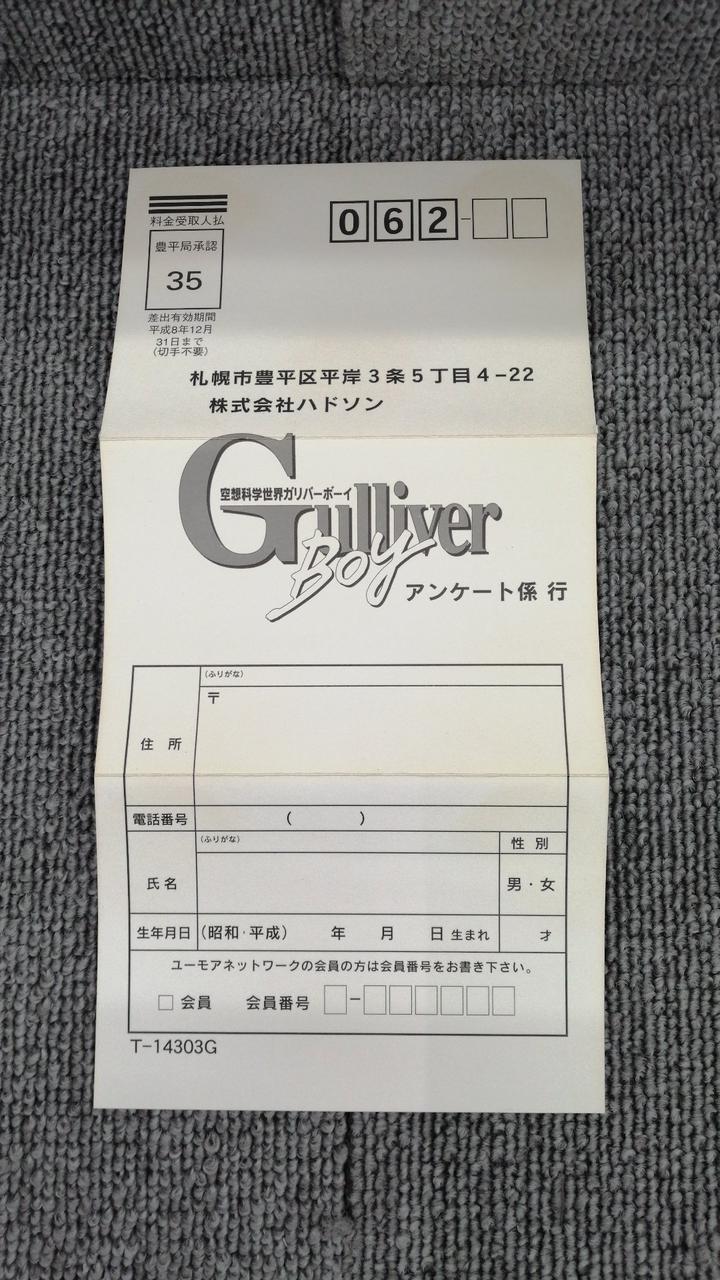 料金受取人払
豊平局承認
35
差出有効期間
平成8年12月
31日まで
（切手不要）
062-
札幌市豊平区平岸3条5丁目4-22
株式会社ハドソン
空想科学世界ガリバーボーイ
Gulliver
Boy
アンケート係 行
（ふりがな）
〒
住 所
電話番号 （ ）
（ふりがな）
性 別
氏 名
男・女
生年月日 （昭和・平成） 年 月 日 生まれ 才
ユーモアネットワークの会員の方は会員番号をお書き下さい。
□ 会員 会員番号 □-□□□□□□
T-14303G